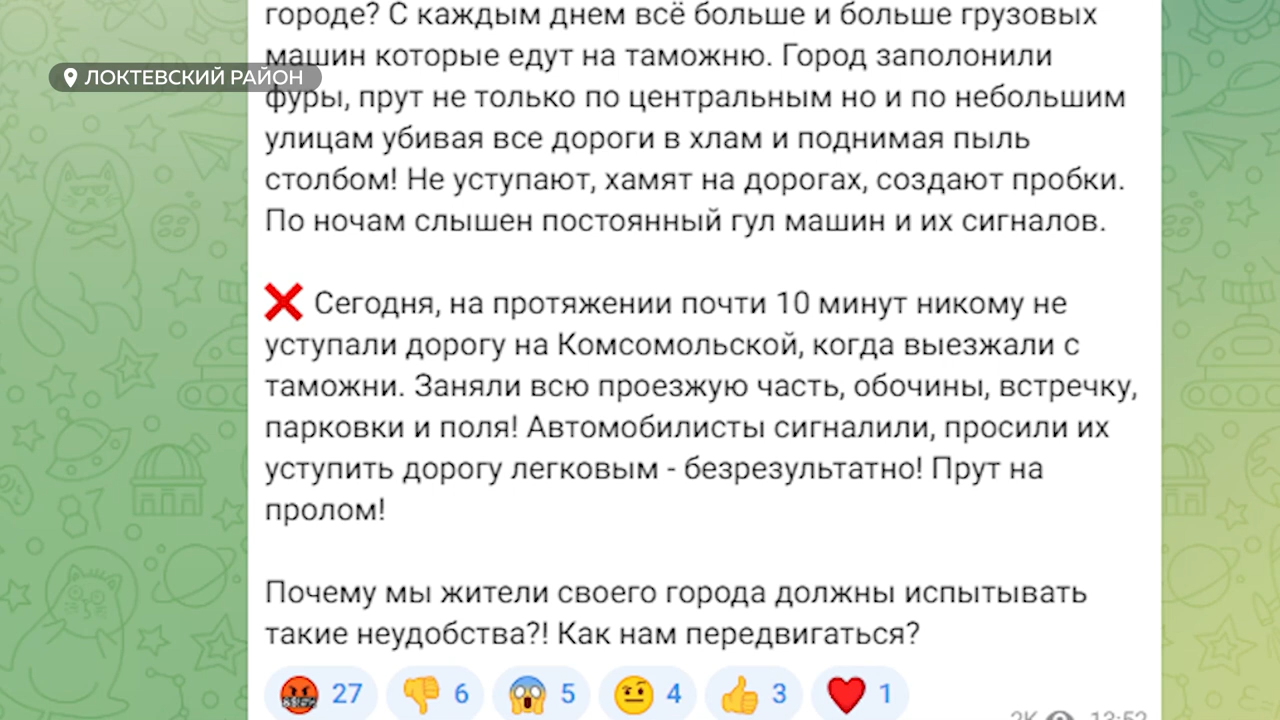 городе? С каждым днем всё больше и больше грузовых
машин которые едут на таможню. Город заполонили
ЛОКТЕВСКИЙ РАЙОН
фуры, прут не только по центральным но и по небольшим
улицам убивая все дороги в хлам и поднимая пыль
столбом! Не уступают, хамят на дорогах, создают пробки.
По ночам слышен постоянный гул машин и их сигналов.
❌ Сегодня, на протяжении почти 10 минут никому не
уступали дорогу на Комсомольской, когда выезжали с
таможни. Заняли всю проезжую часть, обочины, встречку,
парковки и поля! Автомобилисты сигналили, просили их
уступить дорогу легковым - безрезультатно! Прут на
пролом!
Почему мы жители своего города должны испытывать
такие неудобства?! Как нам передвигаться?
27 6 5 4 3 1
2K 13:52